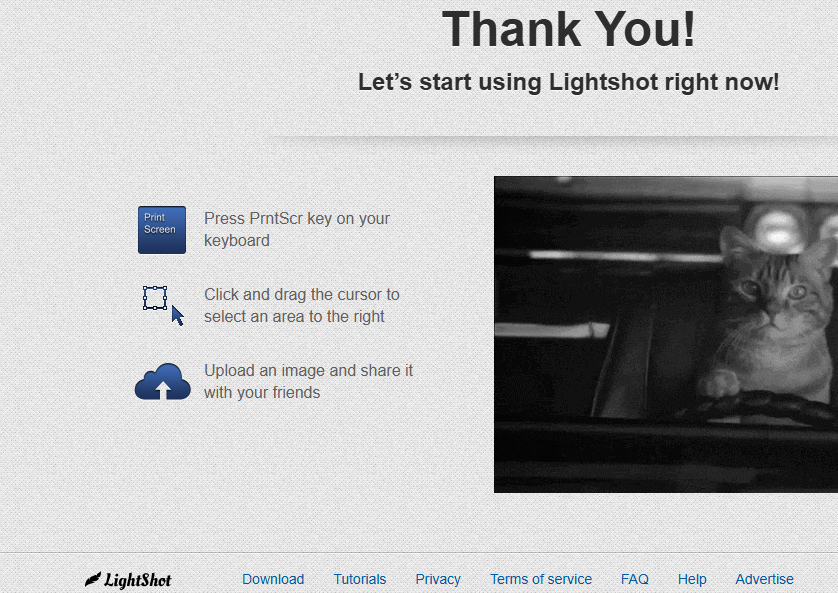 Thank You!
Let’s start using Lightshot right now!
Print
Screen
Press PrntScr key on your
keyboard
Click and drag the cursor to
select an area to the right
Upload an image and share it
with your friends
LightShot
Download Tutorials Privacy Terms of service FAQ Help Advertise